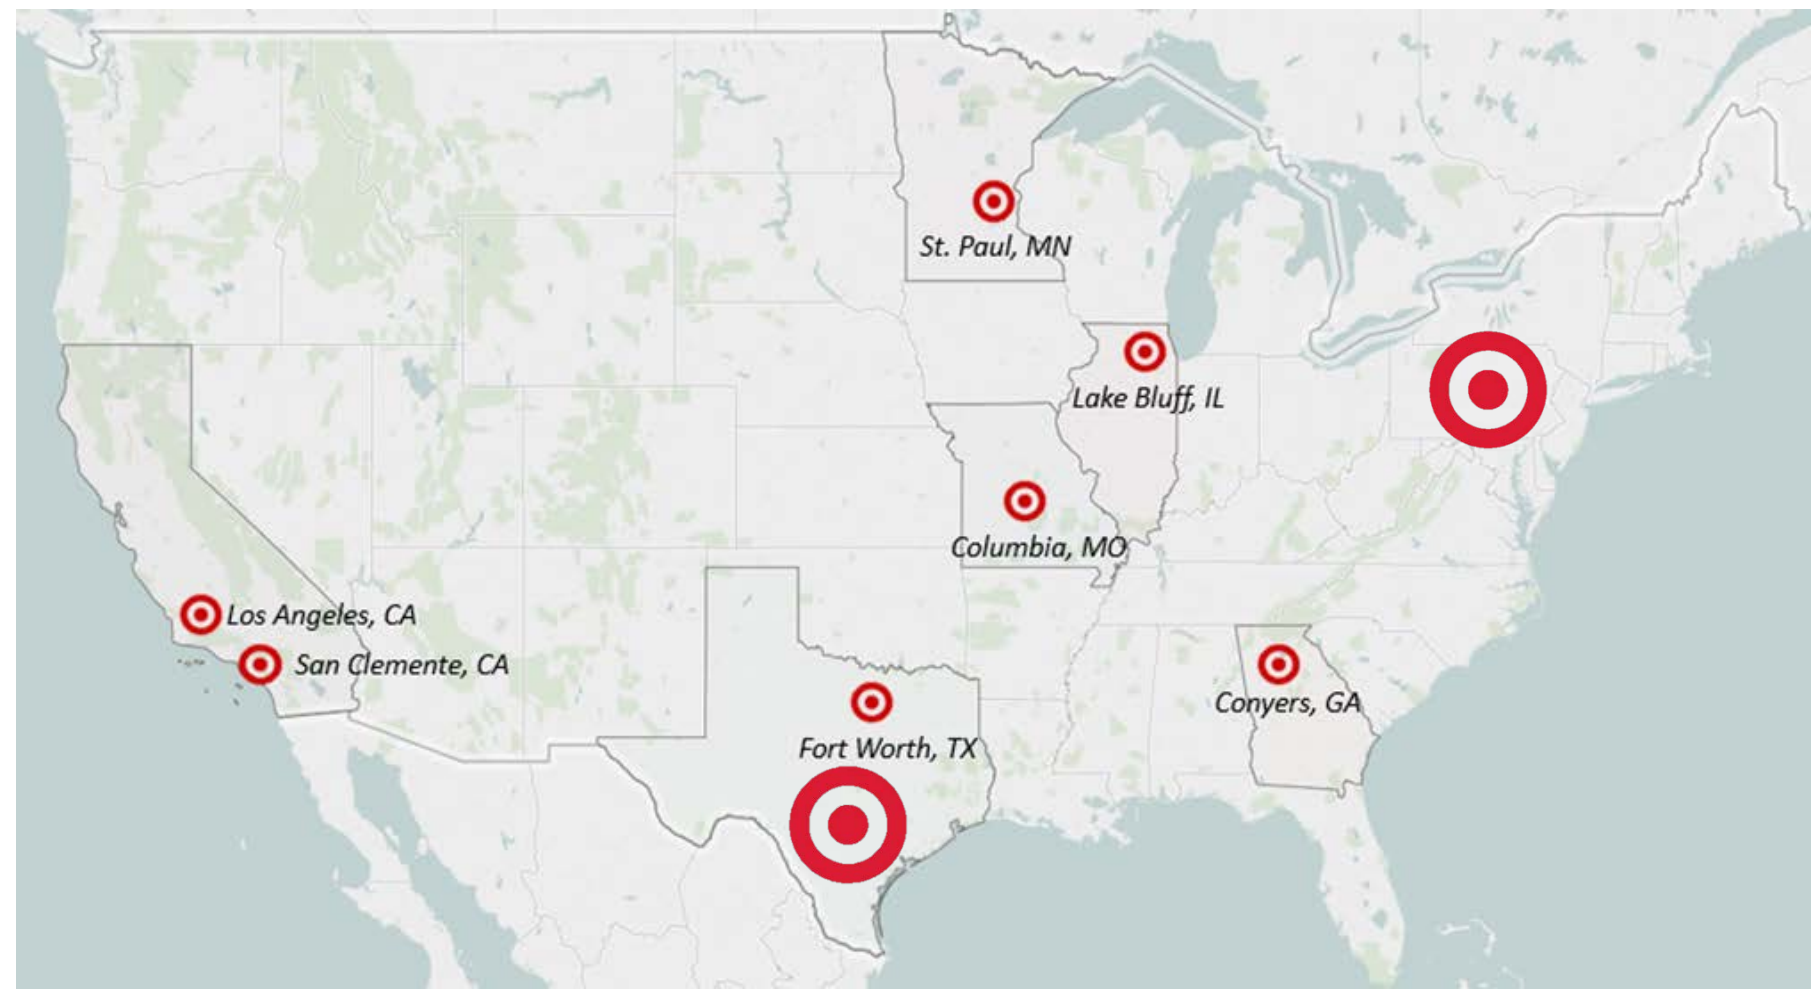 St. Paul, MN
Lake Bluff, IL
Columbia, MO
Los Angeles, CA
San Clemente, CA
Conyers, GA
Fort Worth, TX